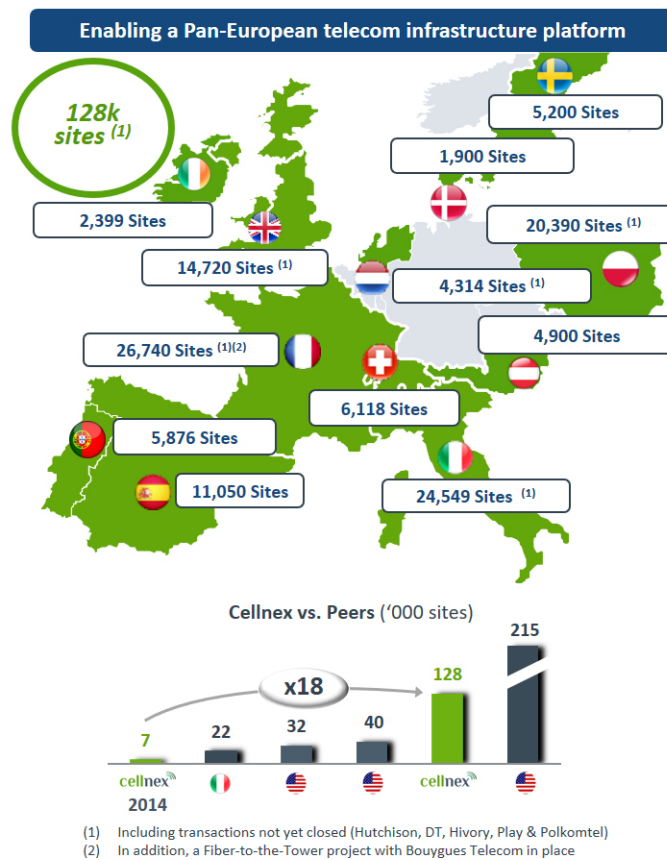 Enabling a Pan-European telecom infrastructure platform
128k
sites (1)
5,200 Sites
1,900 Sites
2,399 Sites
20,390 Sites (1)
14,720 Sites (1)
4,314 Sites (1)
26,740 Sites (1)(2)
4,900 Sites
6,118 Sites
5,876 Sites
11,050 Sites
24,549 Sites (1)
Cellnex vs. Peers (‘000 sites)
215
x18
128
7
22
32
40
cellnex
cellnex
2014
(1) Including transactions not yet closed (Hutchison, DT, Hivory, Play & Polkomtel)
(2) In addition, a Fiber-to-the-Tower project with Bouygues Telecom in place